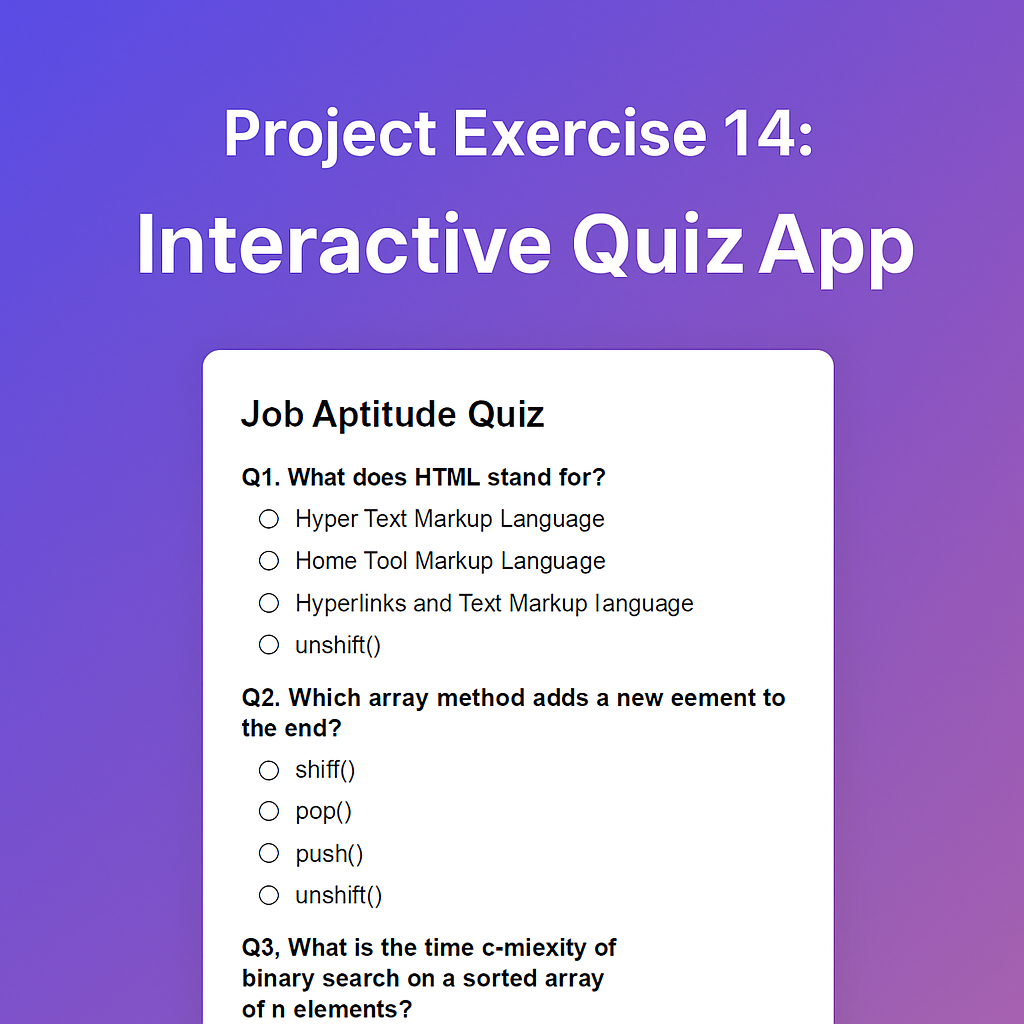 Project Exercise 14:
Interactive Quiz App
Job Aptitude Quiz
Q1. What does HTML stand for?
Hyper Text Markup Language
Home Tool Markup Language
Hyperlinks and Text Markup language
unshift()
Q2. Which array method adds a new eement to
the end?
shiff()
pop()
push()
unshift()
Q3, What is the time c-miexity of
binary search on a sorted array
of n elements?